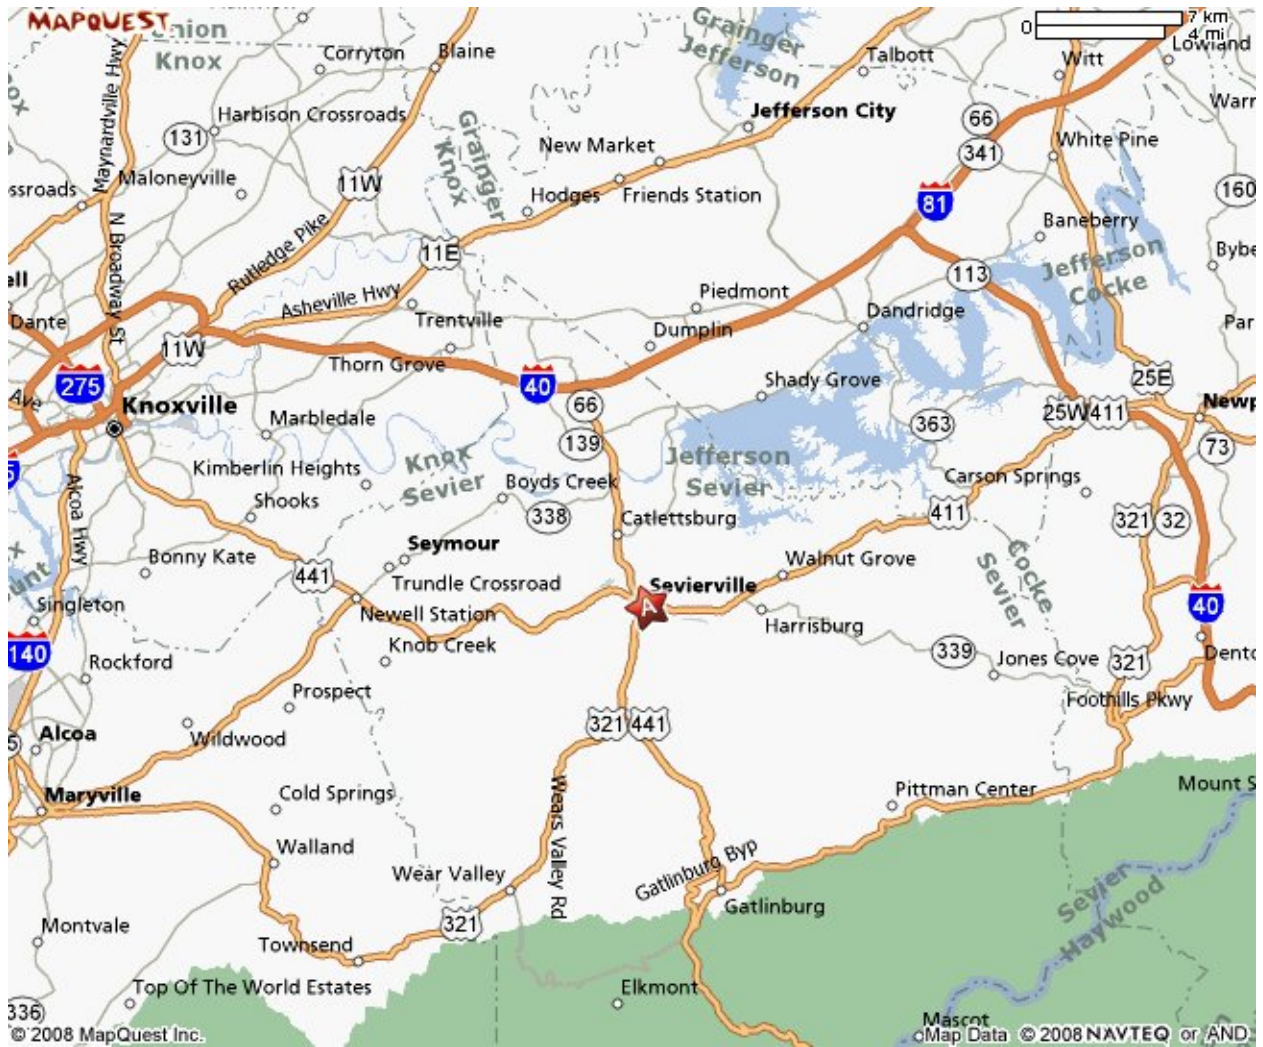 MAPQUEST
Union
Knox
Corryton
Blaine
Grainger
Jefferson
Talbott
0
7 km
4 mi
Lowland
Witt
Maynardville Hwy
Harbison Crossroads
131
Jefferson City
66
341
White Pine
New Market
Grainger
Knox
11W
Maloneyville
Hodges
Friends Station
81
160
Baneberry
N Broadway St
Rutledge Pike
11E
Jefferson
Cocke
113
Asheville Hwy
Piedmont
Dante
Trentville
Dumplin
Dandridge
11W
Thorn Grove
275
40
Shady Grove
25E
Ave
Knoxville
66
Marbledale
363
25W
411
139
73
Kimberlin Heights
Knox
Sevier
Jefferson
Sevier
Carson Springs
Alcoa Hwy
Shooks
Boyds Creek
338
Catlettsburg
411
321
32
Bonny Kate
Seymour
441
Trundle Crossroad
Walnut Grove
Cocke
Sevier
Sevierville
A
Singleton
Newell Station
40
Harrisburg
140
Knob Creek
339
Rockford
Jones Cove
321
Prospect
Foothills Pkwy
Alcoa
Wildwood
321
441
Maryville
Cold Springs
Wears Valley Rd
Pittman Center
Walland
Wear Valley
Gatlinburg Byp
Gatlinburg
Sevier
Haywood
Montvale
321
Townsend
Top Of The World Estates
Elkmont
336
Mascot
© 2008 MapQuest Inc.
Map Data © 2008 NAVTEQ or AND